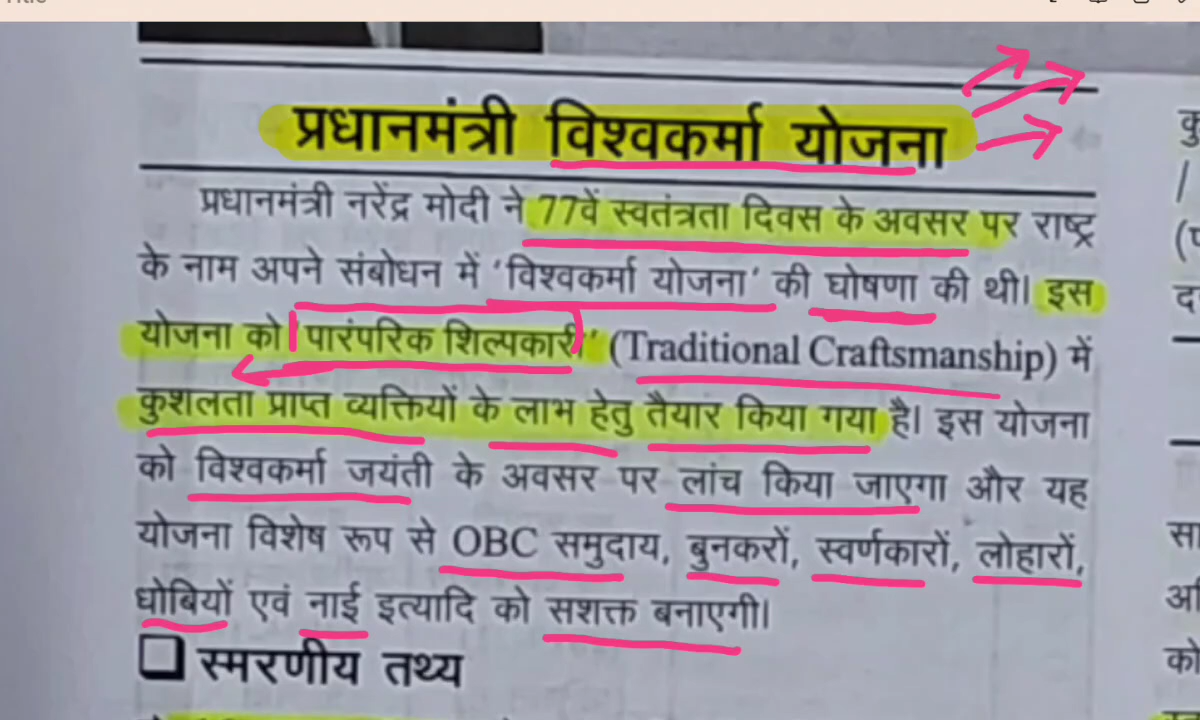 प्रधानमंत्री विश्वकर्मा योजना
प्रधानमंत्री नरेंद्र मोदी ने 77वें स्वतंत्रता दिवस के अवसर पर राष्ट्र
के नाम अपने संबोधन में ‘विश्वकर्मा योजना’ की घोषणा की थी। इस
योजना को ‘पारंपरिक शिल्पकारी’ (Traditional Craftsmanship) में
कुशलता प्राप्त व्यक्तियों के लाभ हेतु तैयार किया गया है। इस योजना
को विश्वकर्मा जयंती के अवसर पर लांच किया जाएगा और यह
योजना विशेष रूप से OBC समुदाय, बुनकरों, स्वर्णकारों, लोहारों,
धोबियों एवं नाई इत्यादि को सशक्त बनाएगी।
❑ स्मरणीय तथ्य
को